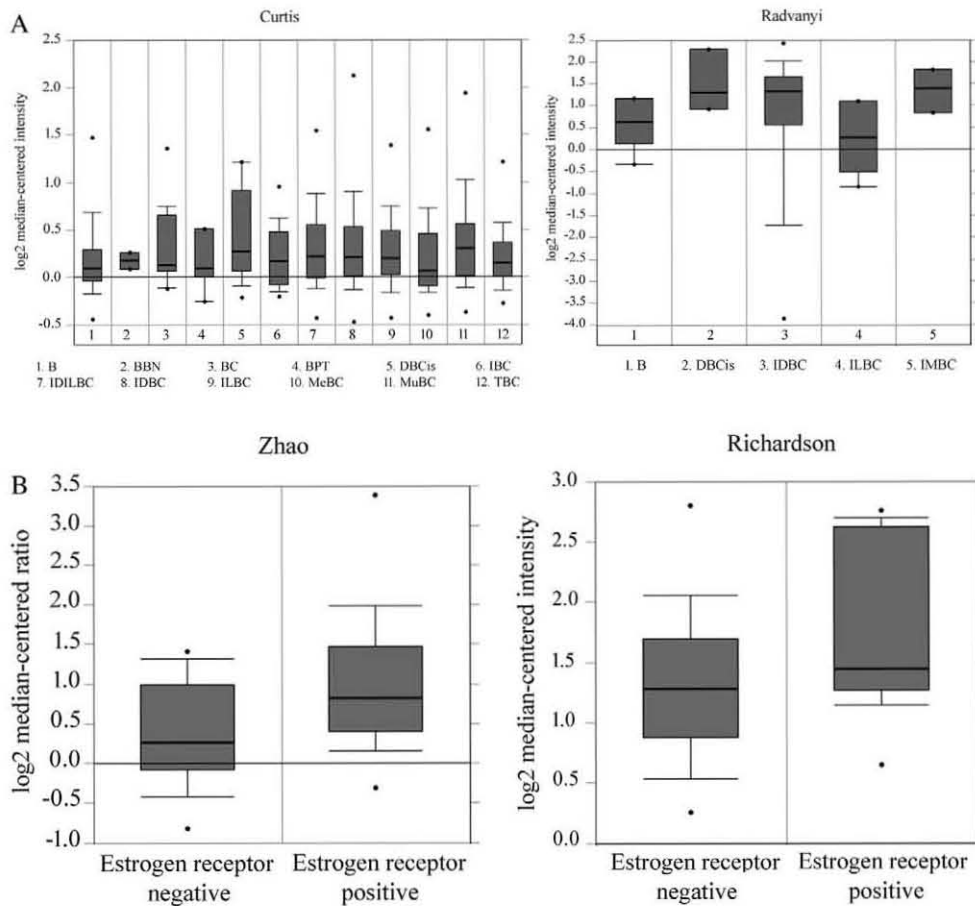 A
Curtis
log2 median-centered intensity
2.5
2.0
1.5
1.0
0.5
0.0
-0.5
1 2 3 4 5 6 7 8 9 10 11 12
1. B 2. BBN 3. BC 4. BPT 5. DBCis 6. IBC
7. IDILBC 8. IDBC 9. ILBC 10. MeBC 11. MuBC 12. TBC
Radvanyi
log2 median-centered intensity
2.5
2.0
1.5
1.0
0.5
0.0
-0.5
-1.0
-1.5
-2.0
-2.5
-3.0
-3.5
-4.0
1 2 3 4 5
1. B 2. DBCis 3. IDBC 4. ILBC 5. IMBC
B
Zhao
log2 median-centered ratio
3.5
3.0
2.5
2.0
1.5
1.0
0.5
0.0
-0.5
-1.0
Estrogen receptor negative
Estrogen receptor positive
Richardson
log2 median-centered intensity
3.0
2.5
2.0
1.5
1.0
0.5
0.0
Estrogen receptor negative
Estrogen receptor positive